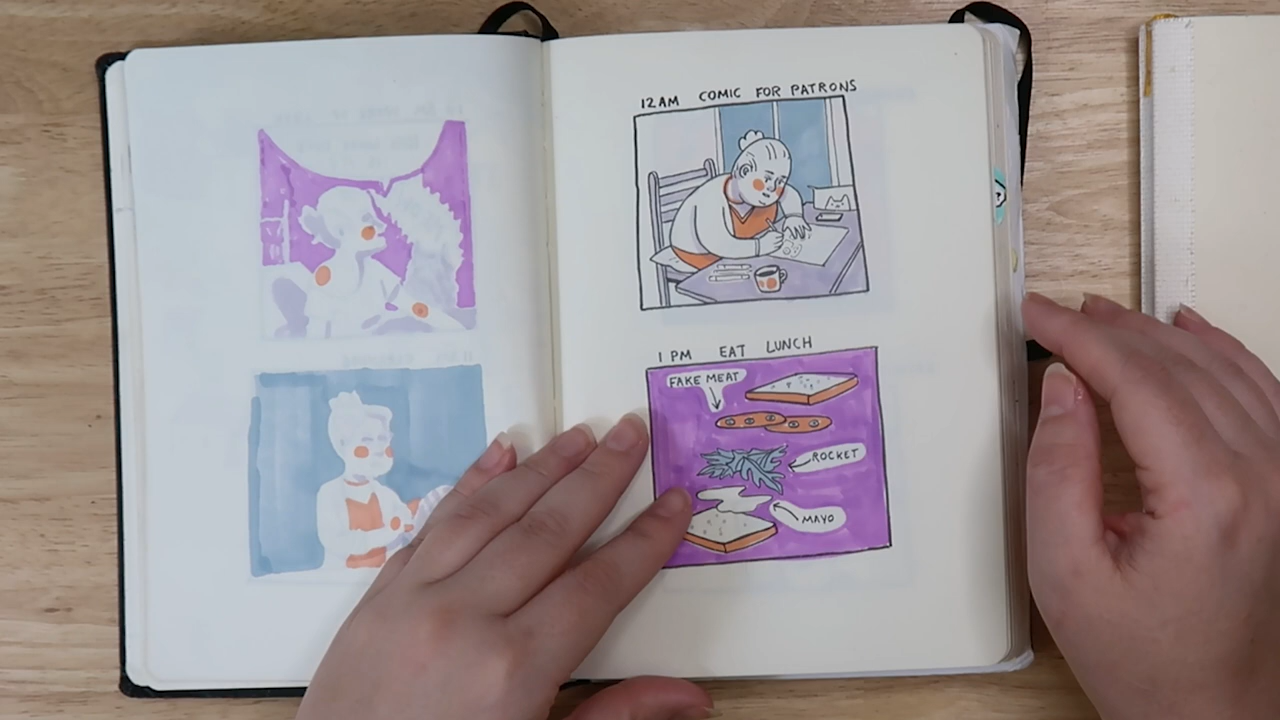 12AM COMIC FOR PATRONS
1 PM EAT LUNCH
FAKE MEAT
ROCKET
MAYO